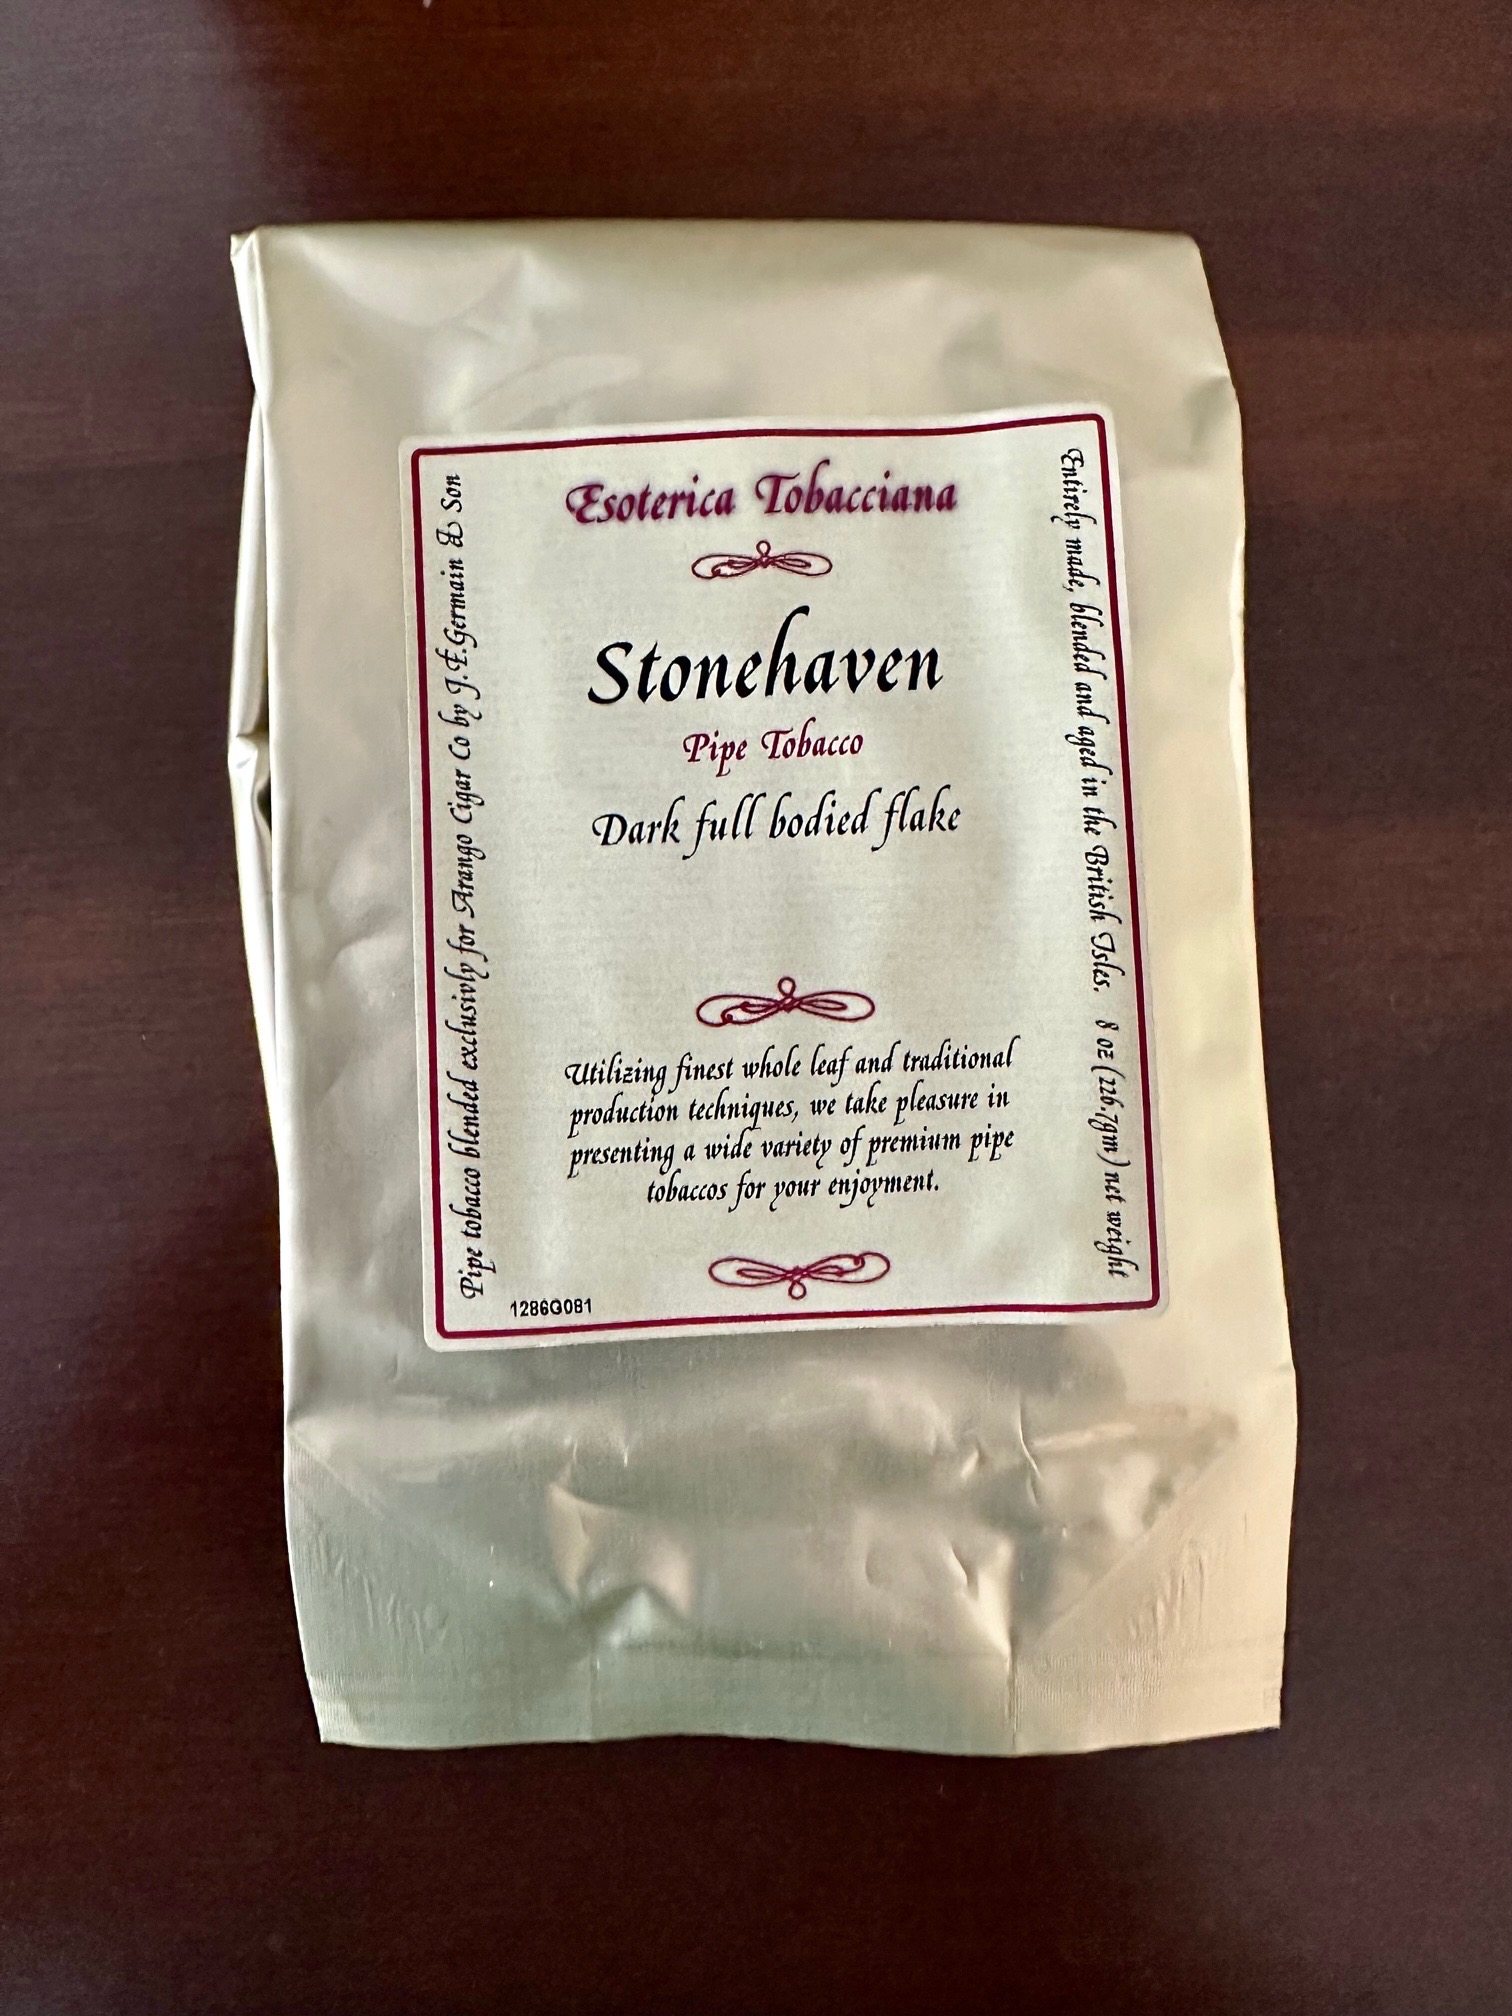 Esoterica Tobacciana
Stonehaven
Pipe Tobacco
Dark full bodied flake
Utilizing finest whole leaf and traditional
production techniques, we take pleasure in
presenting a wide variety of premium pipe
tobaccos for your enjoyment.
1286G081
Pipe tobacco blended exclusivly for Arango Cigar Co by J.F.Germain & Son
Entirely made, blended and aged in the British Isles. 8 oz (226.7gm) net weight